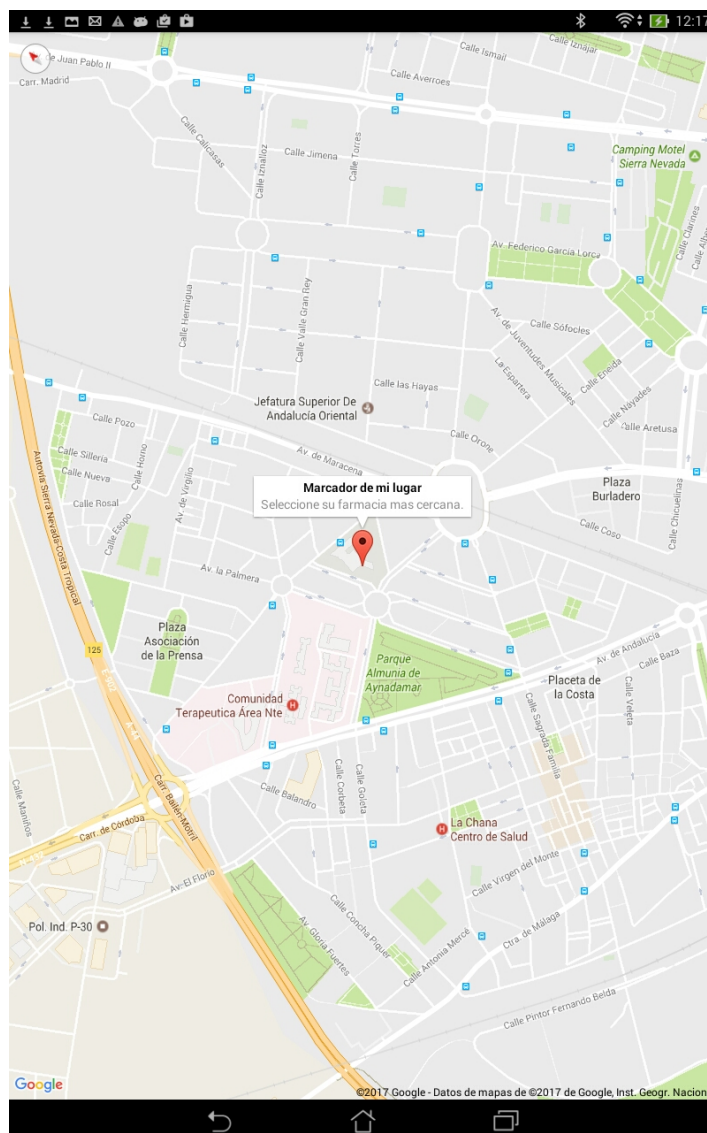 12:17
de Juan Pablo II
Carr. Madrid
Calle Ismail
Calle Iznájar
Calle Averroes
Calle Calicasas
Calle Iznalloz
Calle Jimena
Calle Torres
Camping Motel
Sierra Nevada
Calle Clarines
Calle Albe
Av. Federico García Lorca
Calle Hermigua
Calle Valle Gran Rey
Av. de Juventudes Musicales
Calle Sófocles
La Espartera
Calle Eneida
Calle Nayades
Calle las Hayas
Jefatura Superior De
Andalucía Oriental
Calle Pozo
Calle Orone
Calle Aretusa
Av. de Maracena
Calle Sillería
Calle Horno
Calle Nueva
Av. de Virgilio
Calle Rosal
Calle Esopo
Marcador de mi lugar
Seleccione su farmacia mas cercana.
Plaza
Burladero
Calle Chicuelinas
Calle Coso
Autovía Sierra Nevada-Costa Tropical
Av. la Palmera
Plaza
Asociación
de la Prensa
125
Parque
Almunia de
Aynadamar
Av. de Andalucía
Calle Baza
Placeta de
la Costa
Comunidad
Terapeutica Área Nte
Calle Sagrada Familia
Calle Veleta
Calle Maniños
Carr. Bailén-Motril
Calle Balandro
Calle Corbeta
Calle Goleta
Carr. de Córdoba
La Chana
Centro de Salud
Av. El Florio
Calle Virgen del Monte
Pol. Ind. P-30
Av. Gloria Fuertes
Calle Concha Piquer
Calle Antonia Mercé
Ctra. de Málaga
Calle Pintor Fernando Belda
Google
©2017 Google - Datos de mapas de ©2017 de Google, Inst. Geogr. Nacion